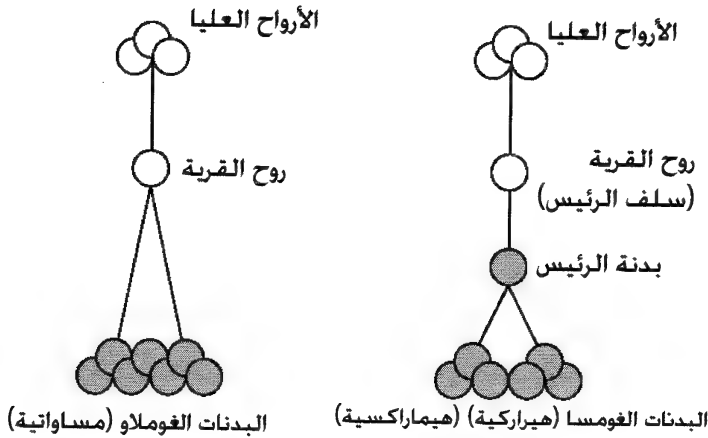 الأرواح العليا
روح القرية
(سلف الرئيس)
بدنة الرئيس
البدنات الغومسا (هيراركية) (هيماراكسية)
الأرواح العليا
روح القرية
البدنات الغوملاو (مساواتية)